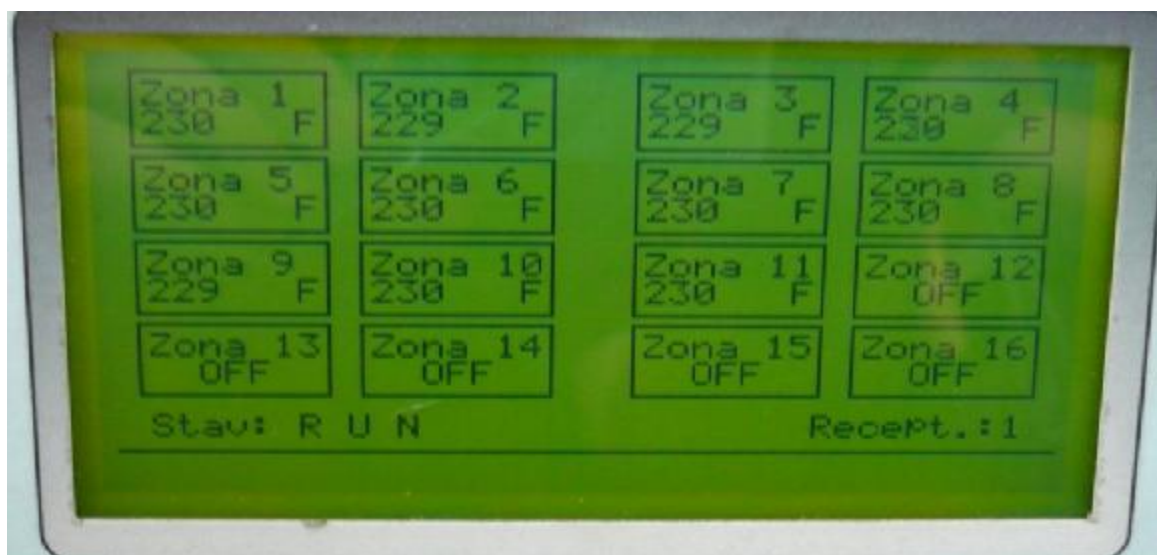 Zona 1
230 F
Zona 2
229 F
Zona 3
229 F
Zona 4
230 F
Zona 5
230 F
Zona 6
230 F
Zona 7
230 F
Zona 8
230 F
Zona 9
229 F
Zona 10
230 F
Zona 11
230 F
Zona 12
OFF
Zona 13
OFF
Zona 14
OFF
Zona 15
OFF
Zona 16
OFF
Stav: R U N
Recept.:1